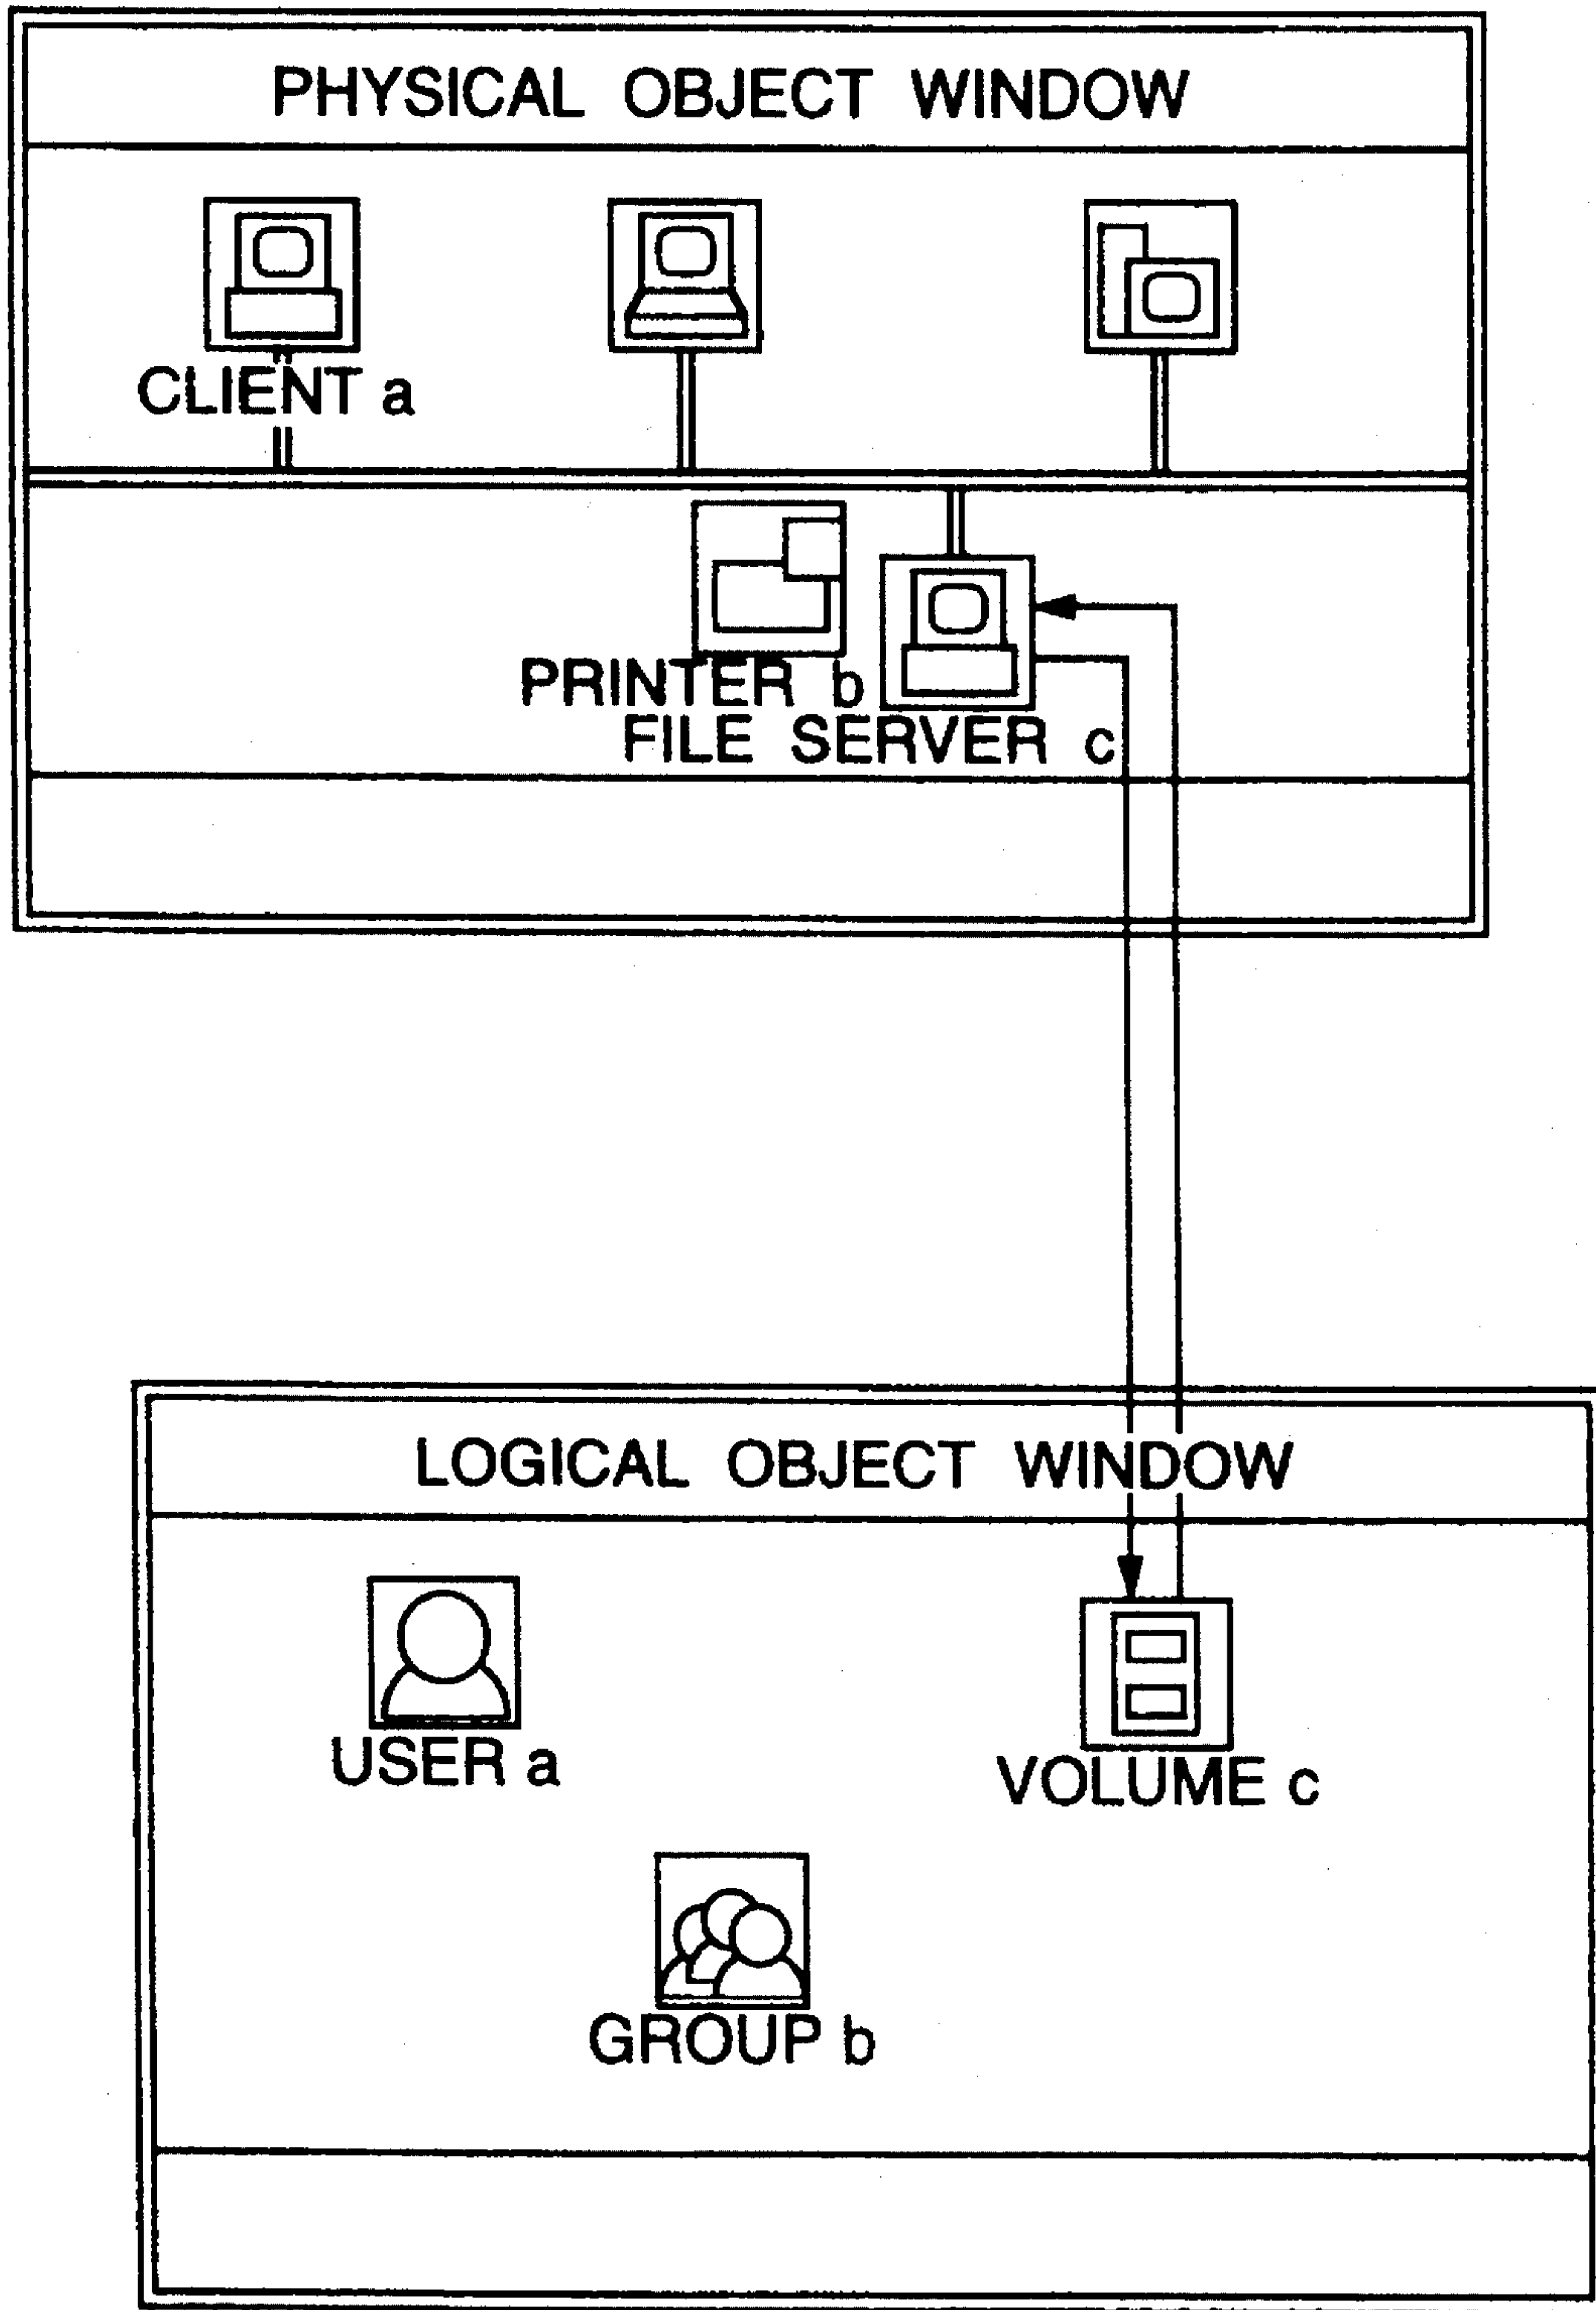 PHYSICAL OBJECT WINDOW
CLIENT a
PRINTER b
FILE SERVER c
LOGICAL OBJECT WINDOW
USER a
VOLUME c
GROUP b